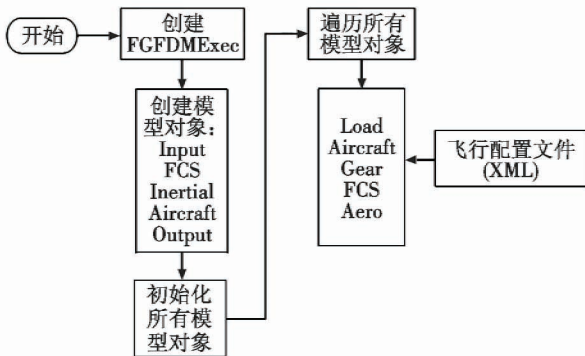 开始
创建
FGFDMExec
创建模
型对象：
Input
FCS
Inertial
Aircraft
Output
初始化
所有模
型对象
遍历所有
模型对象
Load
Aircraft
Gear
FCS
Aero
飞行配置文件
(XML)